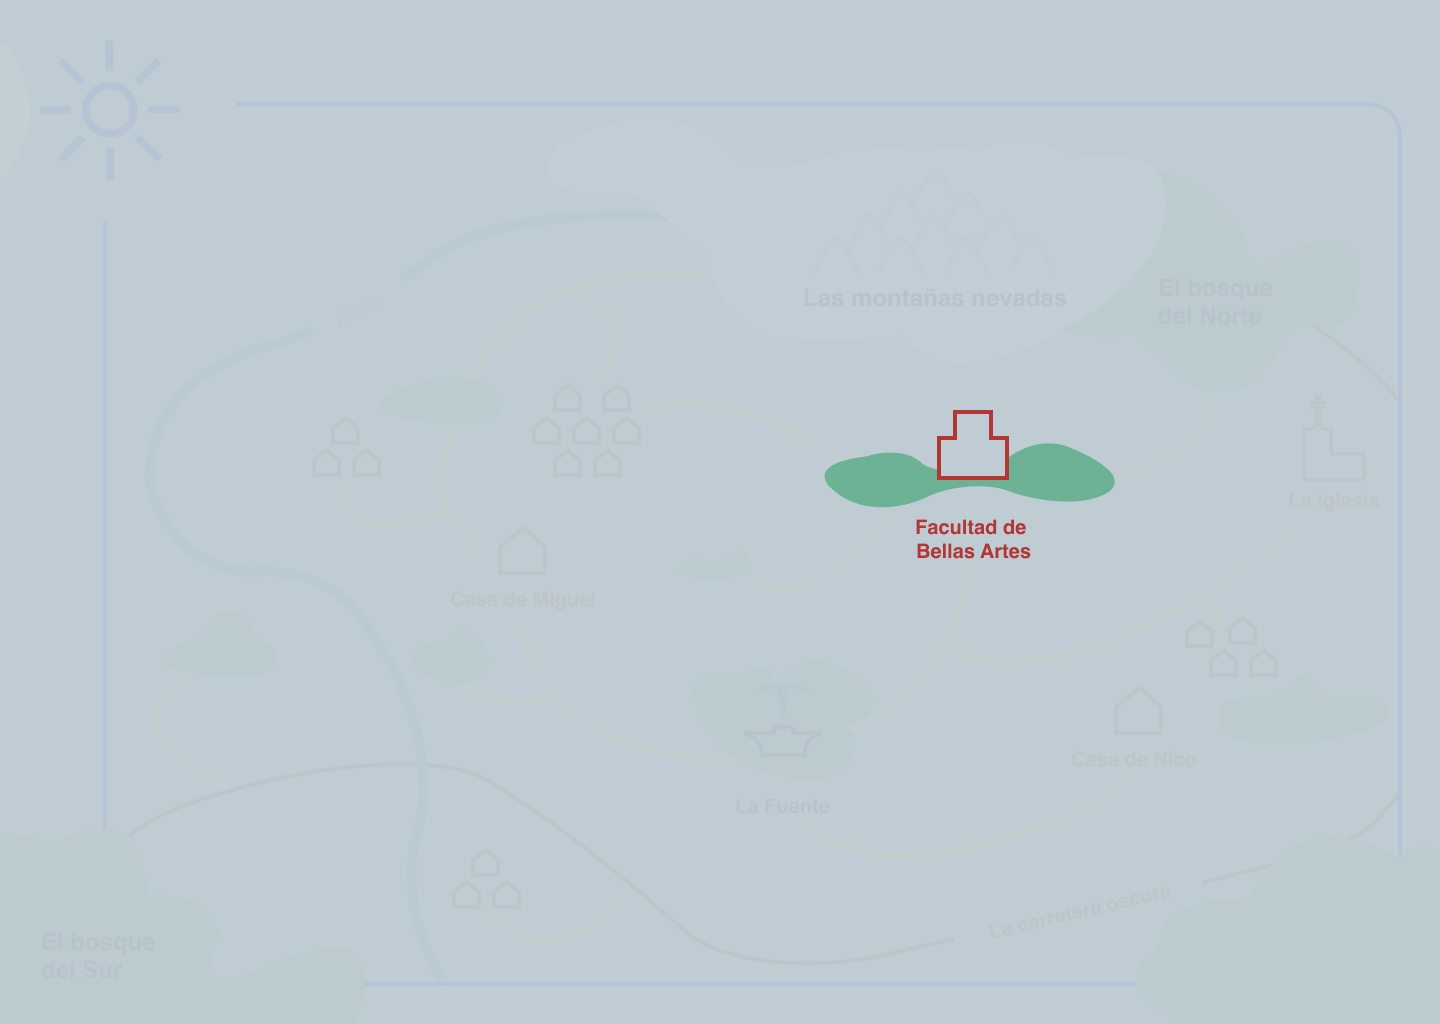 El río
Las montañas nevadas
El bosque
del Norte
La Iglesia
Facultad de
Bellas Artes
Casa de Miguel
Casa de Nico
La Fuente
La carretera oscura
El bosque
del Sur